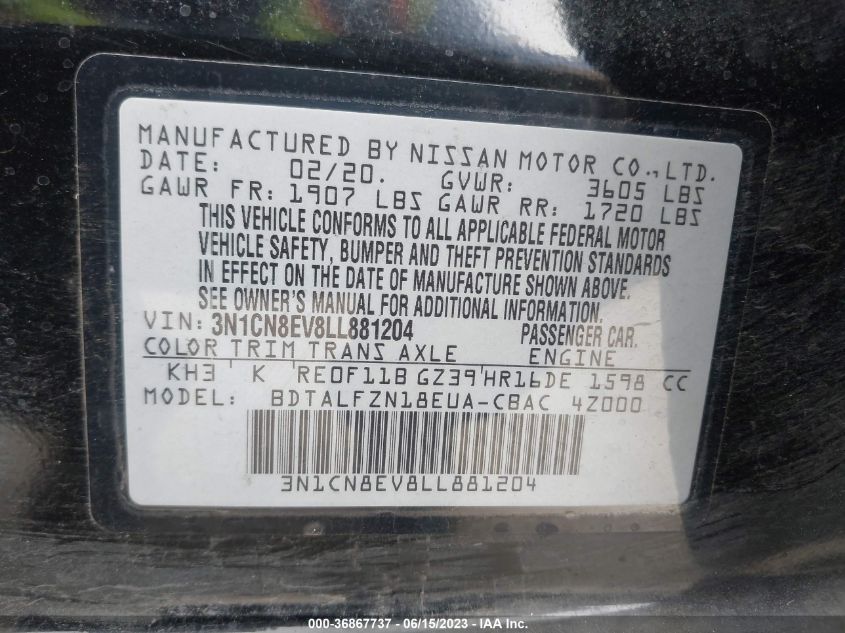 MANUFACTURED BY NISSAN MOTOR CO., LTD.
DATE: 02/20. GVWR: 3605 LBS
GAWR FR: 1907 LBS GAWR RR: 1720 LBS
THIS VEHICLE CONFORMS TO ALL APPLICABLE FEDERAL MOTOR
VEHICLE SAFETY, BUMPER AND THEFT PREVENTION STANDARDS
IN EFFECT ON THE DATE OF MANUFACTURE SHOWN ABOVE.
SEE OWNER'S MANUAL FOR ADDITIONAL INFORMATION.
VIN: 3N1CN8EV8LL881204 PASSENGER CAR.
COLOR TRIM TRANS AXLE ENGINE
KH3 K RE0F11B GZ39 HR16DE 1598 CC
MODEL: BDTALFZN18EUA-CBAC 4Z000
3N1CN8EV8LL881204
000-36867737 - 06/15/2023 - COPYRIGHT IAA, Inc.